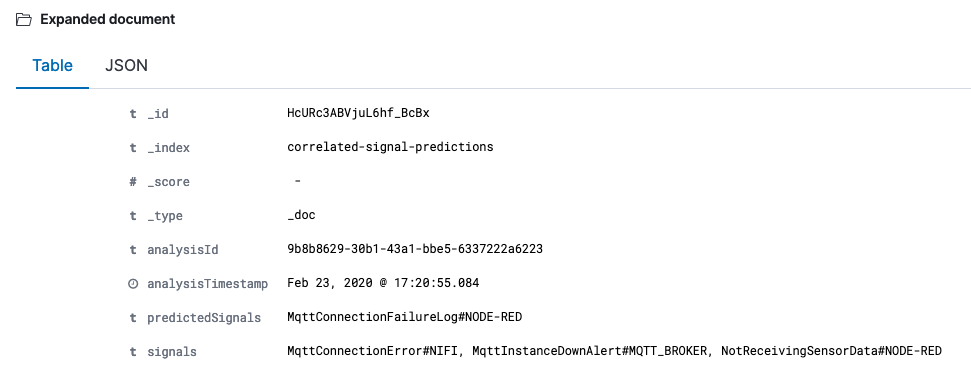 Expanded document
Table JSON
t _id HcURc3ABVjuL6hf_BcBx
t _index correlated-signal-predictions
# _score -
t _type _doc
t analysisId 9b8b8629-30b1-43a1-bbe5-6337222a6223
analysisTimestamp Feb 23, 2020 @ 17:20:55.084
t predictedSignals MqttConnectionFailureLog#NODE-RED
t signals MqttConnectionError#NIFI, MqttInstanceDownAlert#MQTT_BROKER, NotReceivingSensorData#NODE-RED